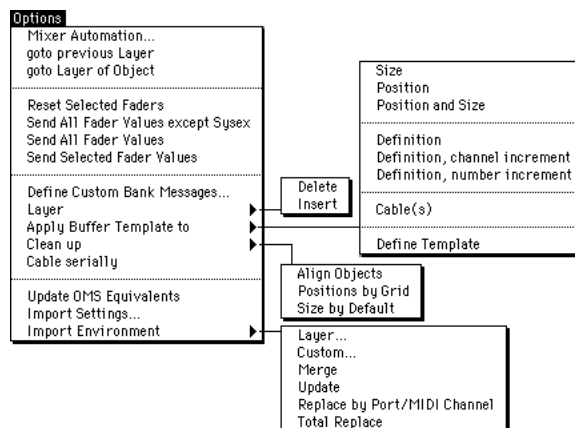 Options
Mixer Automation...
goto previous Layer
goto Layer of Object
Reset Selected Faders
Send All Fader Values except Sysex
Send All Fader Values
Send Selected Fader Values
Define Custom Bank Messages...
Layer
Apply Buffer Template to
Clean up
Cable serially
Update OMS Equivalents
Import Settings...
Import Environment
Delete
Insert
Size
Position
Position and Size
Definition
Definition, channel increment
Definition, number increment
Cable(s)
Define Template
Align Objects
Positions by Grid
Size by Default
Layer...
Custom...
Merge
Update
Replace by Port/MIDI Channel
Total Replace